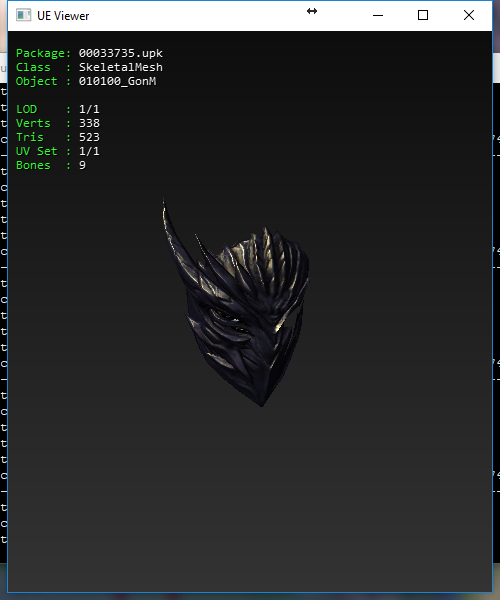 UE Viewer
Package: 00033735.upk
Class  : SkeletalMesh
Object : 010100_GonM
LOD    : 1/1
Verts  : 338
Tris   : 523
UV Set : 1/1
Bones  : 9